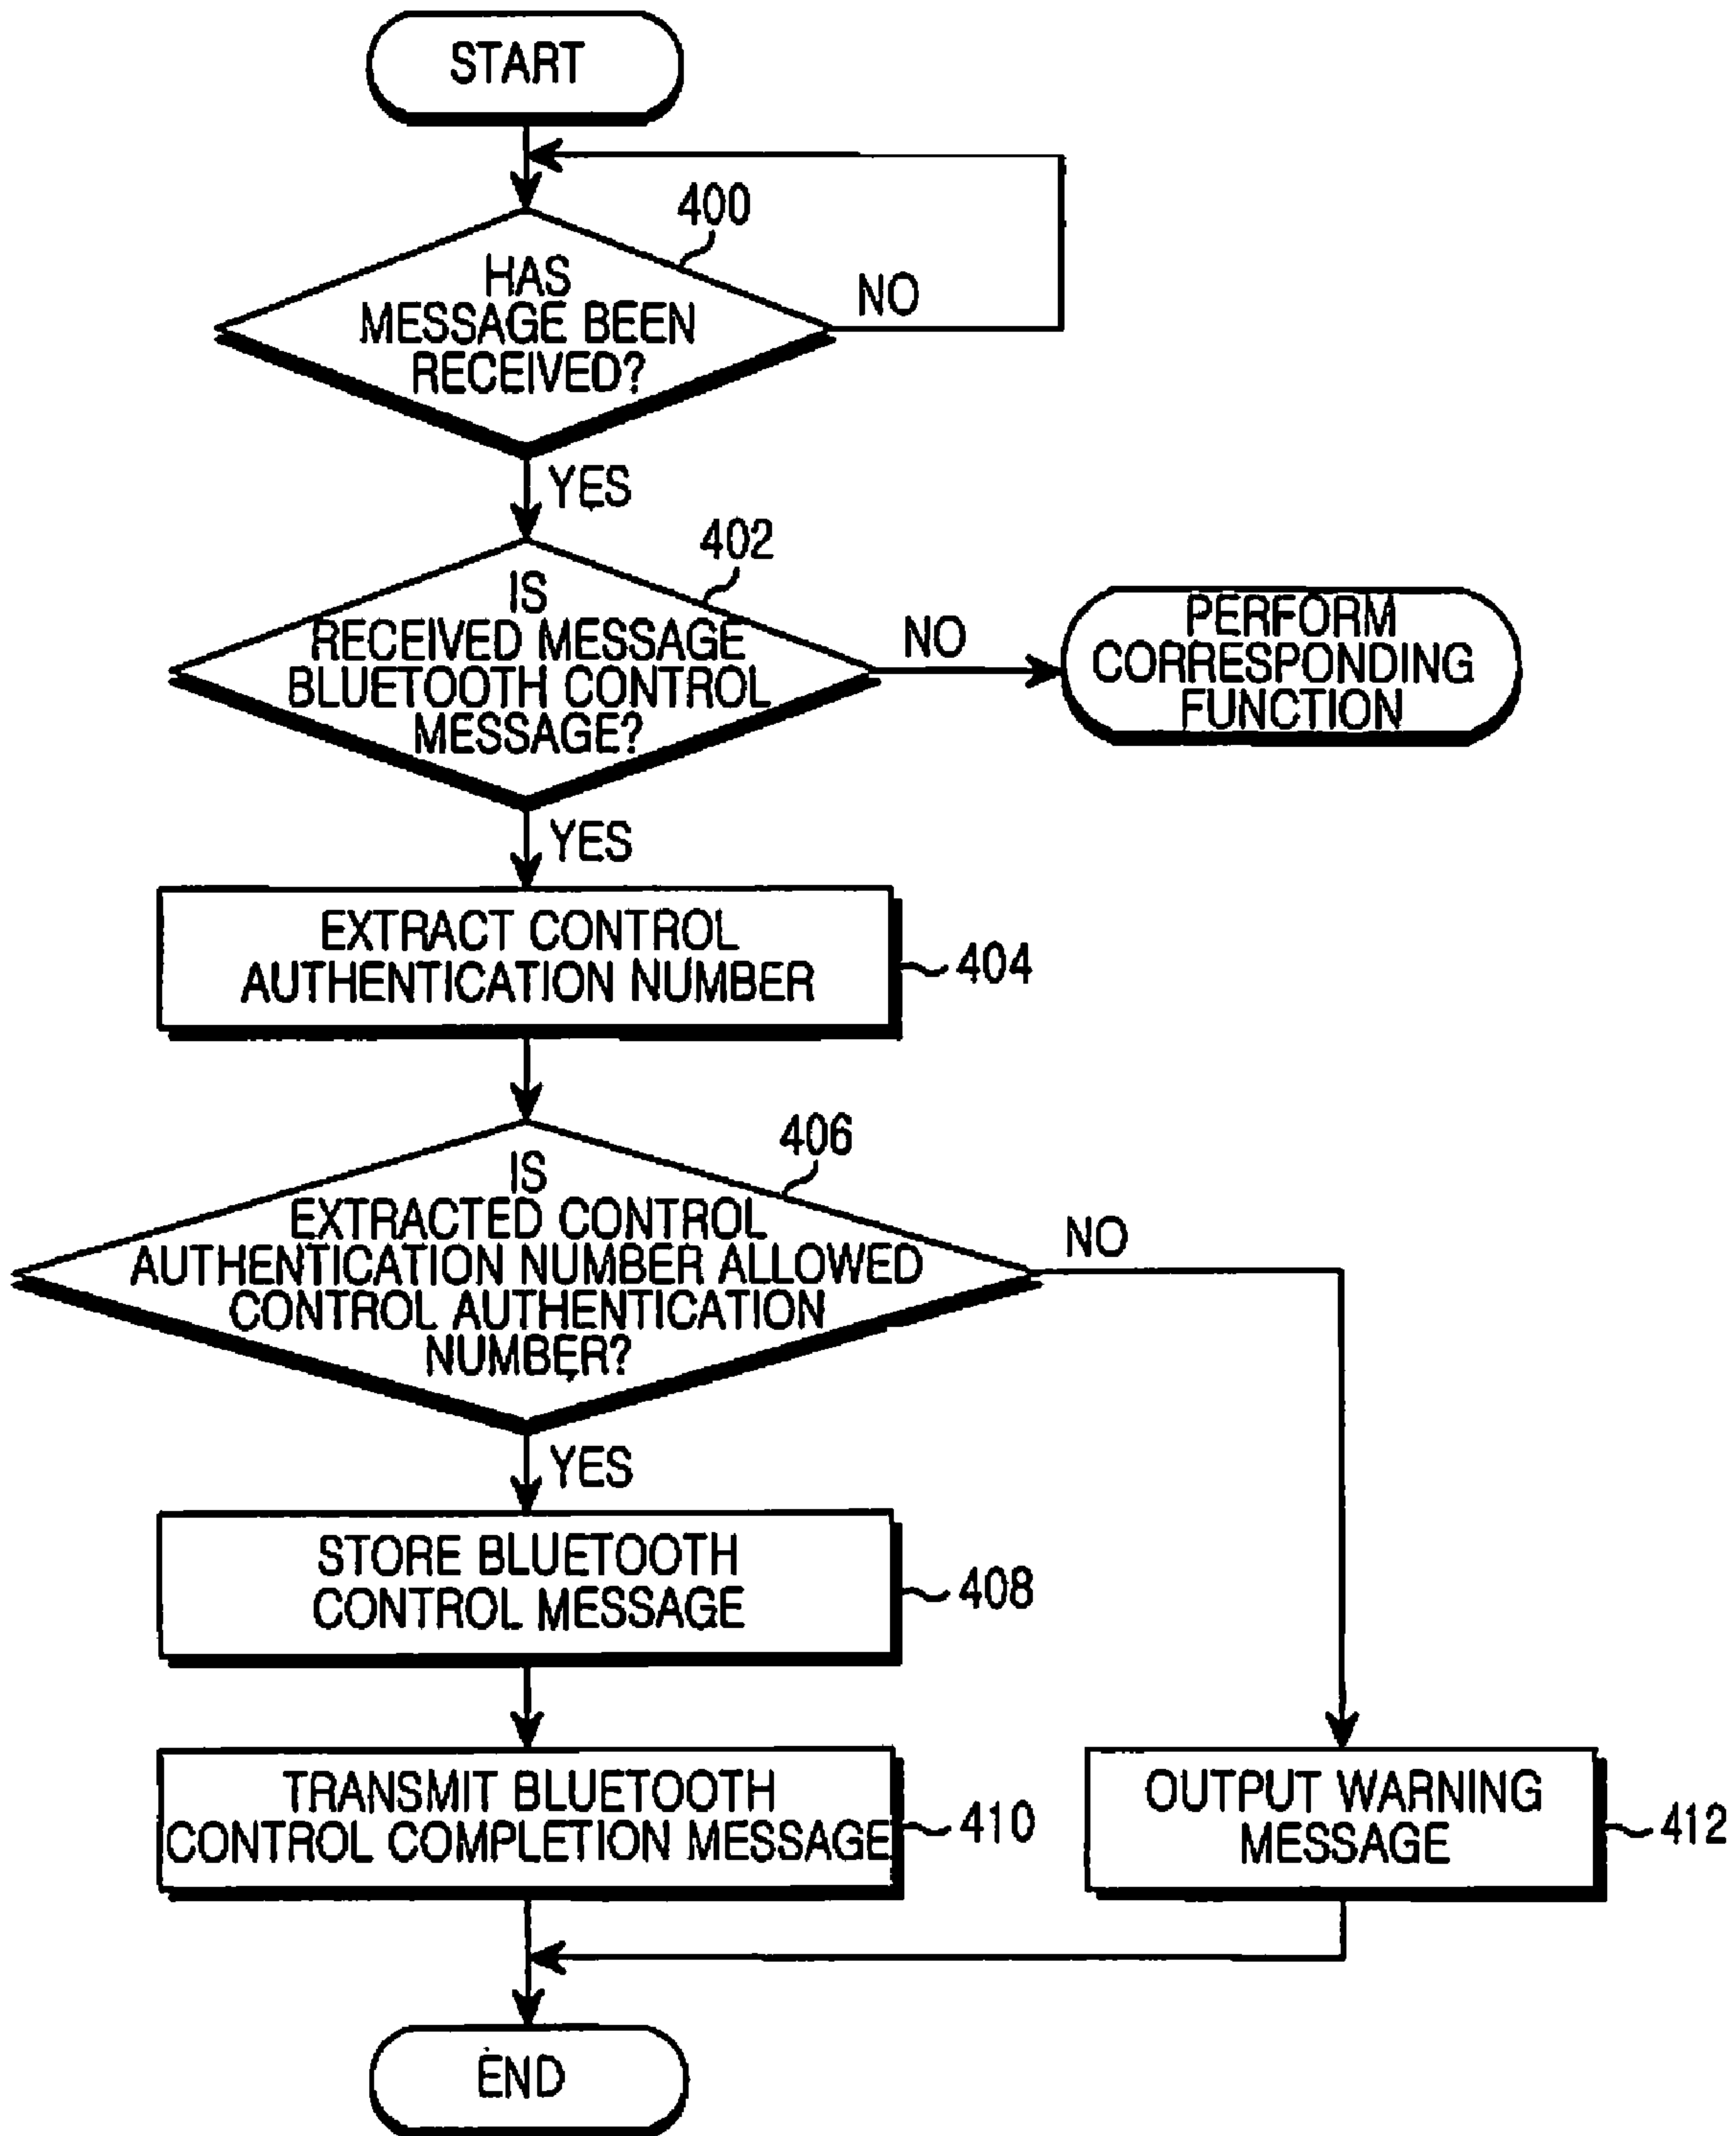 START
400
HAS
MESSAGE BEEN
RECEIVED?
NO
YES
402
IS
RECEIVED MESSAGE
BLUETOOTH CONTROL
MESSAGE?
NO
PERFORM
CORRESPONDING
FUNCTION
YES
EXTRACT CONTROL
AUTHENTICATION NUMBER
404
406
IS
EXTRACTED CONTROL
AUTHENTICATION NUMBER ALLOWED
CONTROL AUTHENTICATION
NUMBER?
NO
YES
STORE BLUETOOTH
CONTROL MESSAGE
408
TRANSMIT BLUETOOTH
CONTROL COMPLETION MESSAGE
410
OUTPUT WARNING
MESSAGE
412
END